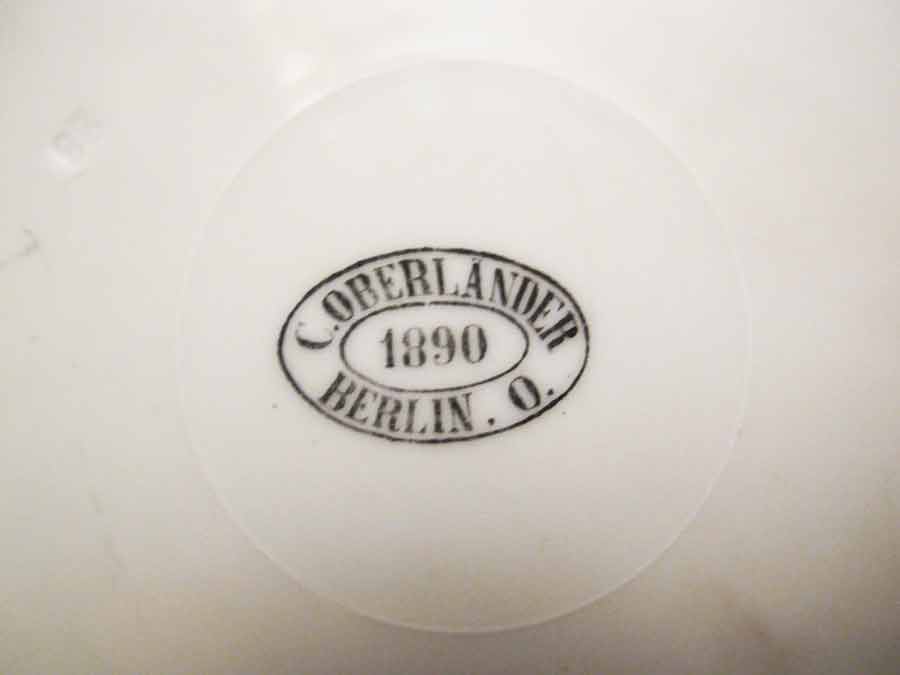 C. OBERLÄNDER
1890
BERLIN . O.